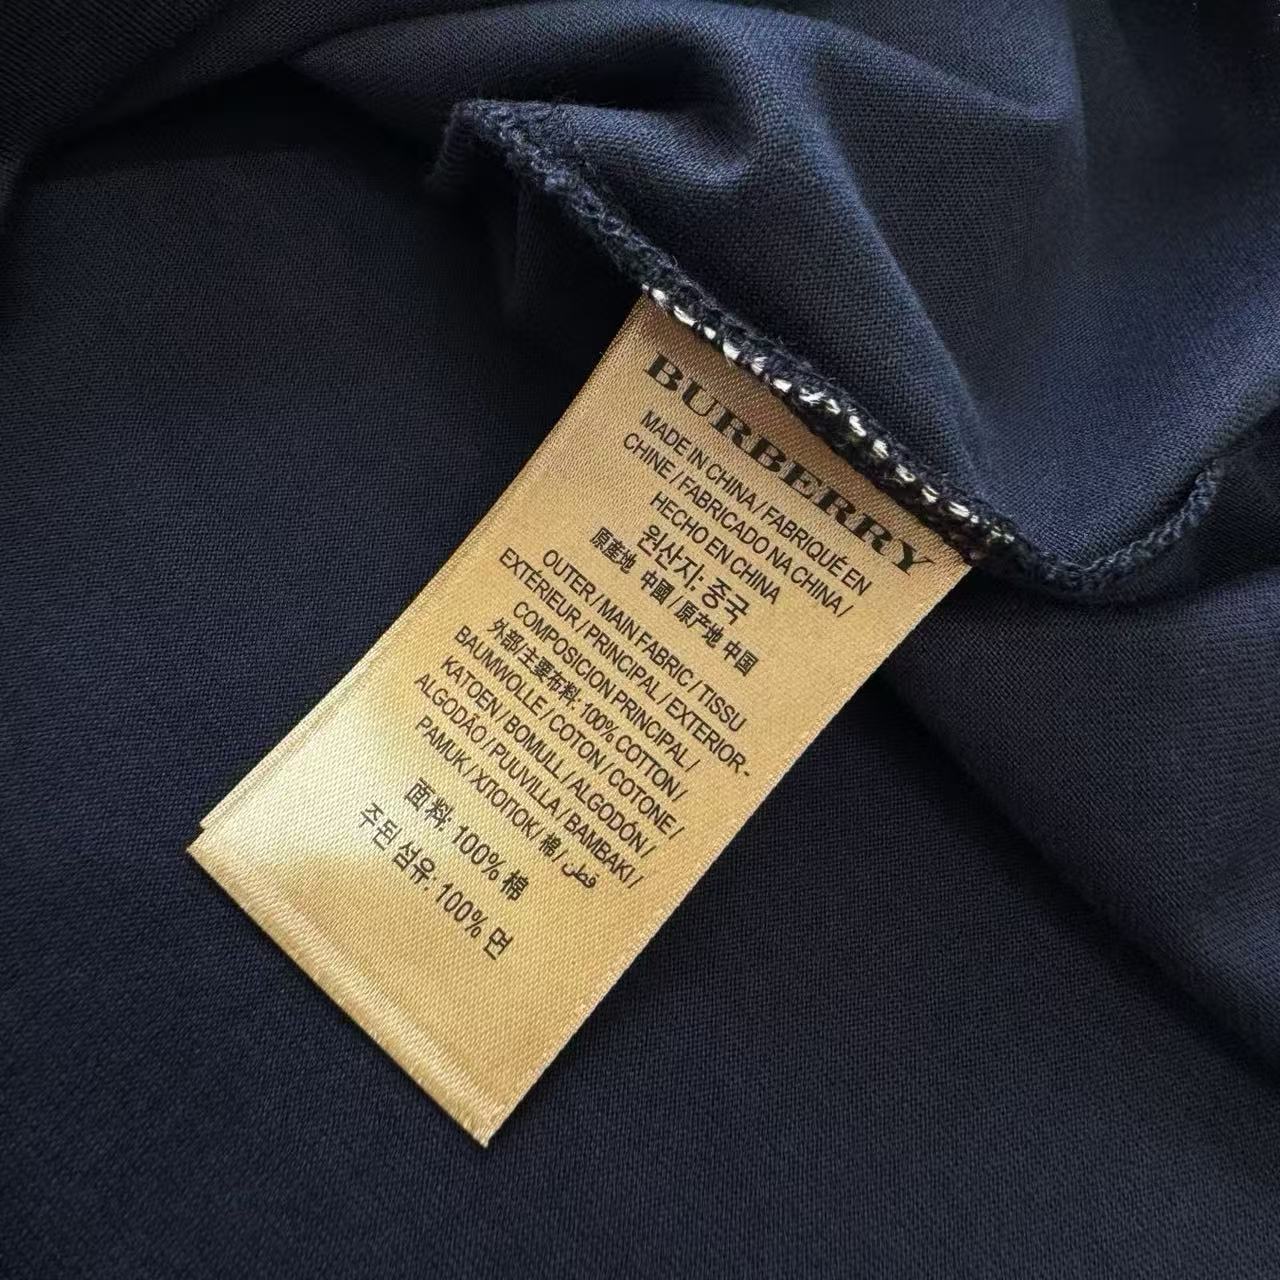 BURBERRY
MADE IN CHINA / FABRIQUÉ EN
CHINE / FABRICADO NA CHINA /
HECHO EN CHINA
원산지: 중국
原産地 中國 / 原产地 中国
OUTER / MAIN FABRIC / TISSU
EXTÉRIEUR / PRINCIPAL / EXTERIOR-
COMPOSICION PRINCIPAL /
外部/主要布料: 100% COTTON /
BAUMWOLLE / COTON / COTONE /
KATOEN / BOMULL / ALGODÓN /
ALGODÃO / PUUVILLA / BAMBAKI /
PAMUK / ХПОПОК / 棉 / قطن
面料: 100% 棉
주된 섬유: 100% 면